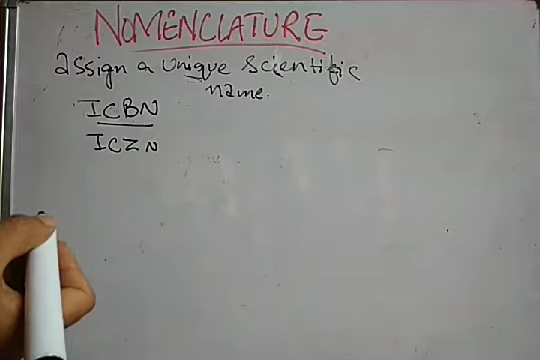 NOMENCLATURE
assign a unique scientific
name.
ICBN
ICZN